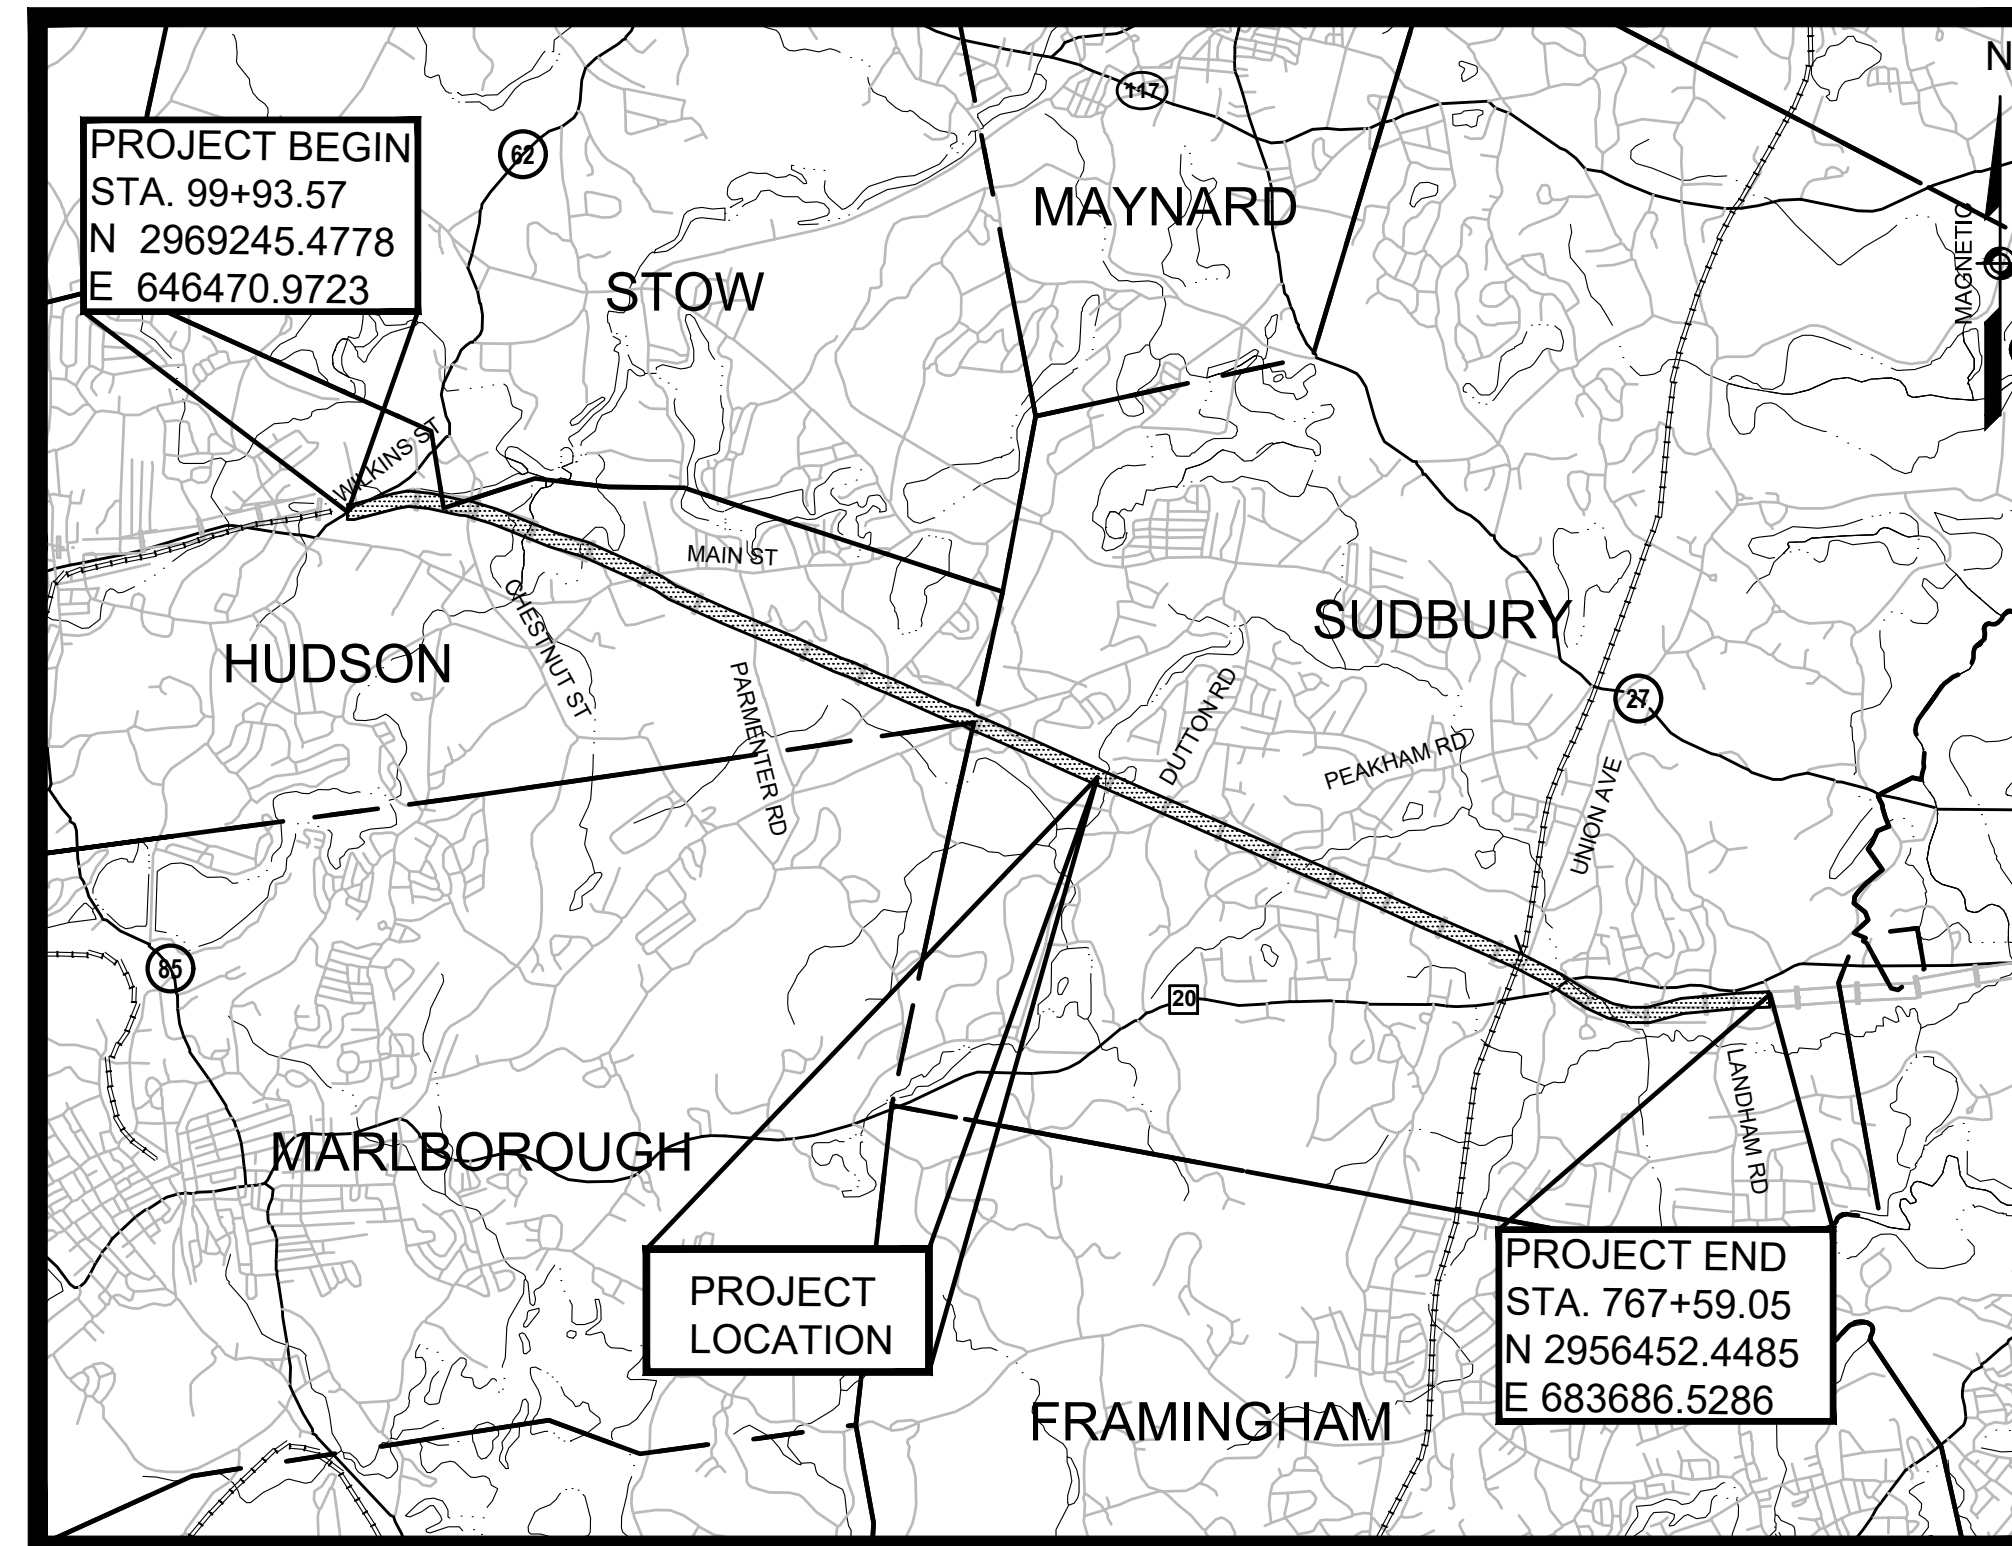 N
117
62
PROJECT BEGIN
STA. 99+93.57
N 2969245.4778
E 646470.9723
MAYNARD
MAGNETIC
STOW
WILKINS ST
MAIN ST
CHESTNUT ST
SUDBURY
HUDSON
PARMENTER RD
DUTTON RD
27
PEAKHAM RD
UNION AVE
85
20
LANDHAM RD
MARLBOROUGH
PROJECT
LOCATION
PROJECT END
STA. 767+59.05
N 2956452.4485
E 683686.5286
FRAMINGHAM